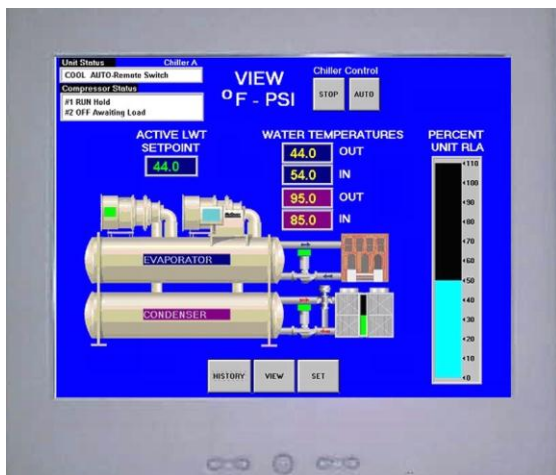 Unit Status Chiller A
COOL AUTO-Remote Switch
Compressor Status
#1 RUN Hold
#2 OFF Awaiting Load
VIEW
°F - PSI
Chiller Control
STOP AUTO
ACTIVE LWT
SETPOINT
44.0
WATER TEMPERATURES
44.0 OUT
54.0 IN
95.0 OUT
85.0 IN
PERCENT
UNIT RLA
110
100
90
80
70
60
50
40
30
20
10
0
EVAPORATOR
CONDENSER
HISTORY VIEW SET